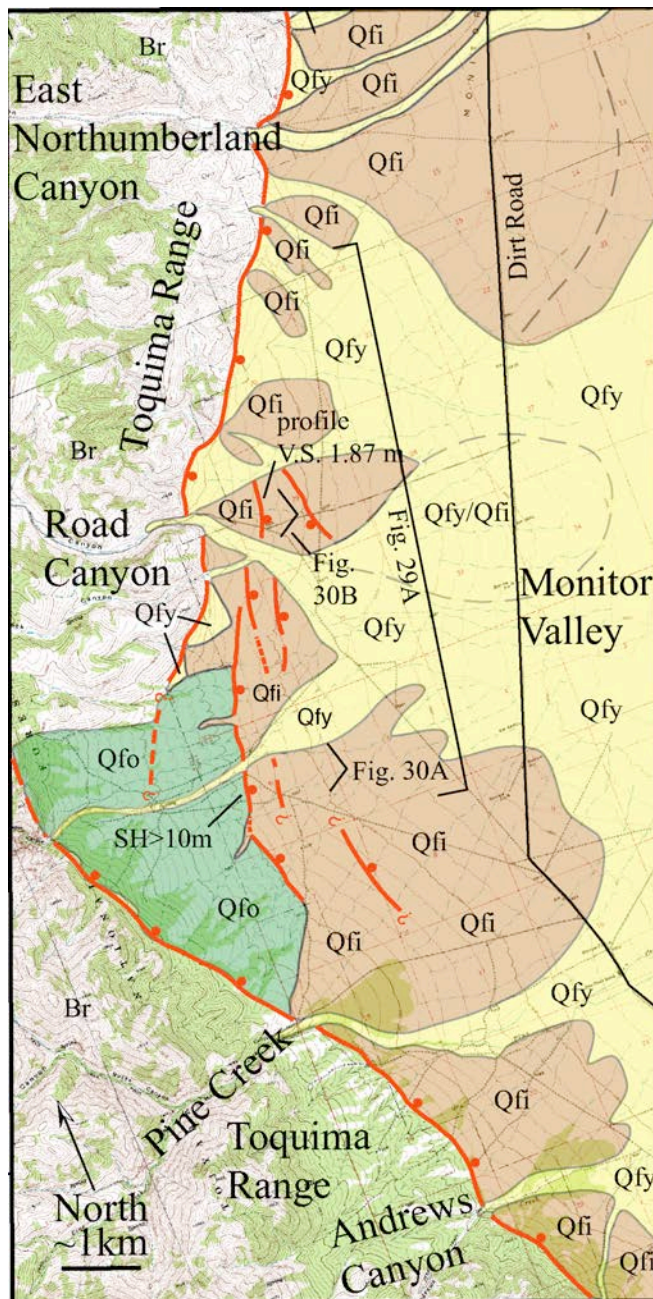 Br
Qfi
East
Qfy
Qfi
Northumberland
Canyon
Qfi
Dirt Road
Qfi
Qfi
Toquima Range
Qfi
Qfy
Qfy
Qfi
profile
V.S. 1.87 m
Br
Qfi
Qfy/Qfi
Road
Canyon
Fig.
30B
Fig. 29A
Monitor
Valley
Qfy
Qfy
Qfi
Qfy
Qfy
Qfo
Fig. 30A
SH>10m
Qfi
Qfo
Qfi
Qfi
Qfy
Br
Pine Creek
Qfi
Toquima
Range
Qfy
North
~1km
Andrews
Canyon
Qfi
Qfi